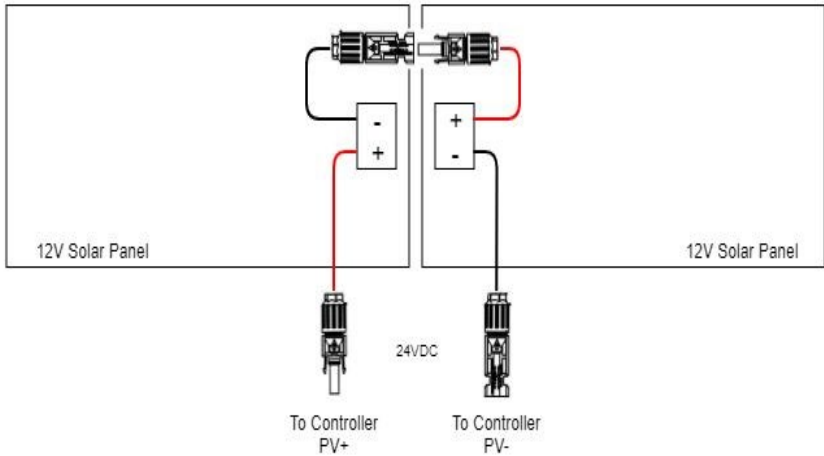 -
+
+
-
12V Solar Panel
12V Solar Panel
24VDC
To Controller
PV+
To Controller
PV-